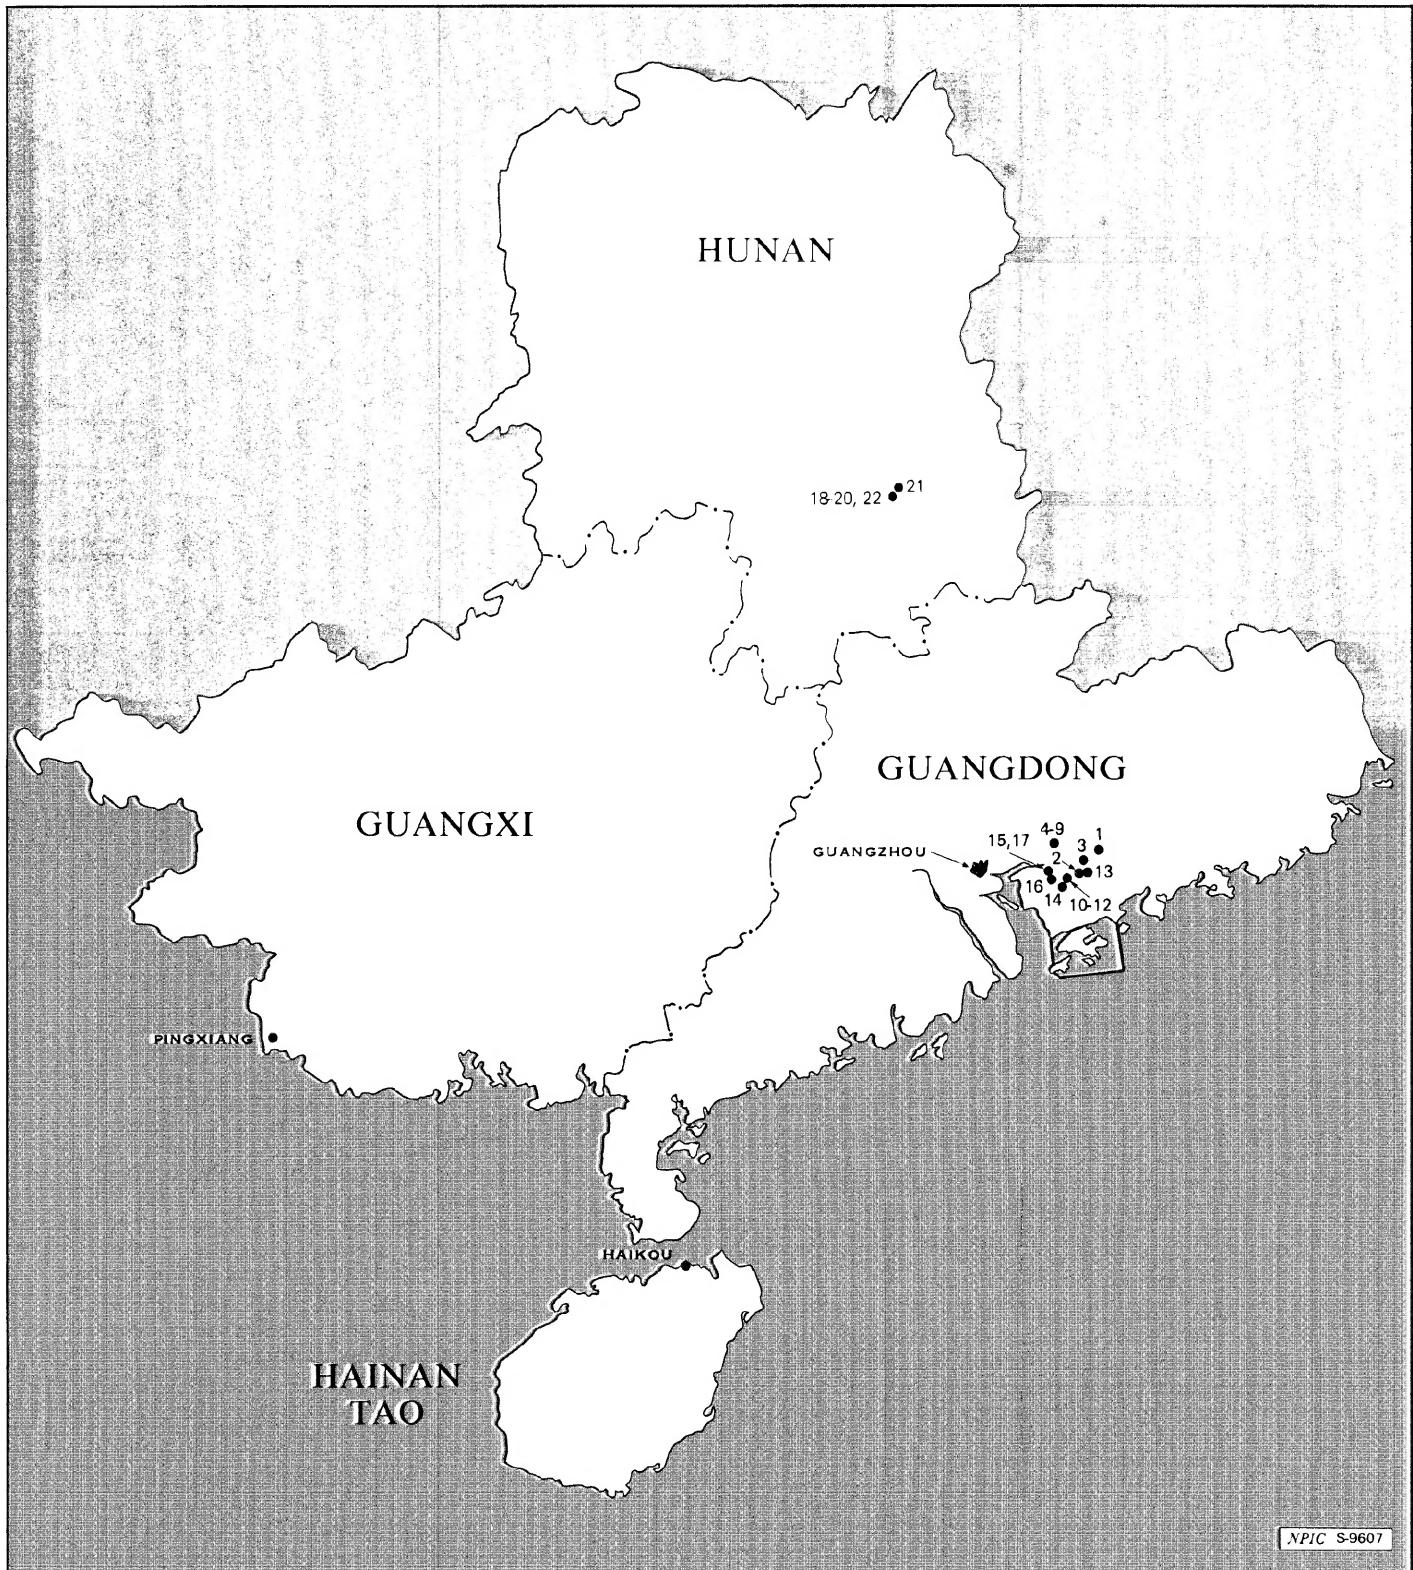 HUNAN
21
18-20, 22
GUANGDONG
GUANGXI
4-9
1
15, 17
3
2
GUANGZHOU
13
16
14
10-12
PINGXIANG
HAIKOU
HAINAN
TAO
NPIC S-9607